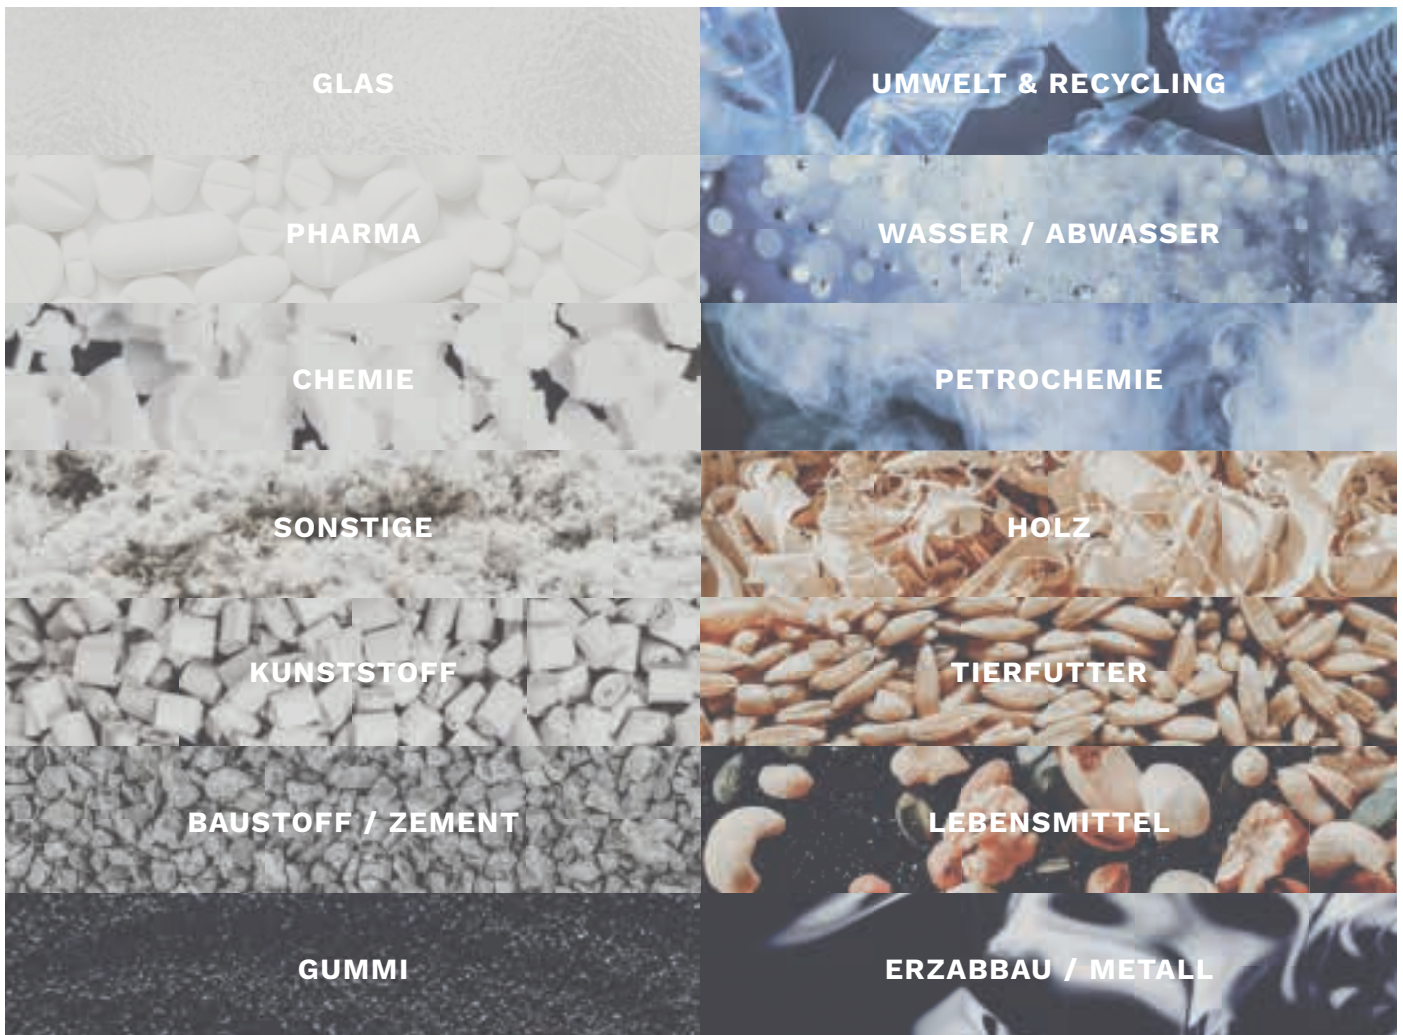 GLAS
UMWELT & RECYCLING
PHARMA
WASSER / ABWASSER
CHEMIE
PETROCHEMIE
SONSTIGE
HOLZ
KUNSTSTOFF
TIERFUTTER
BAUSTOFF / ZEMENT
LEBENSMITTEL
GUMMI
ERZABBAU / METALL